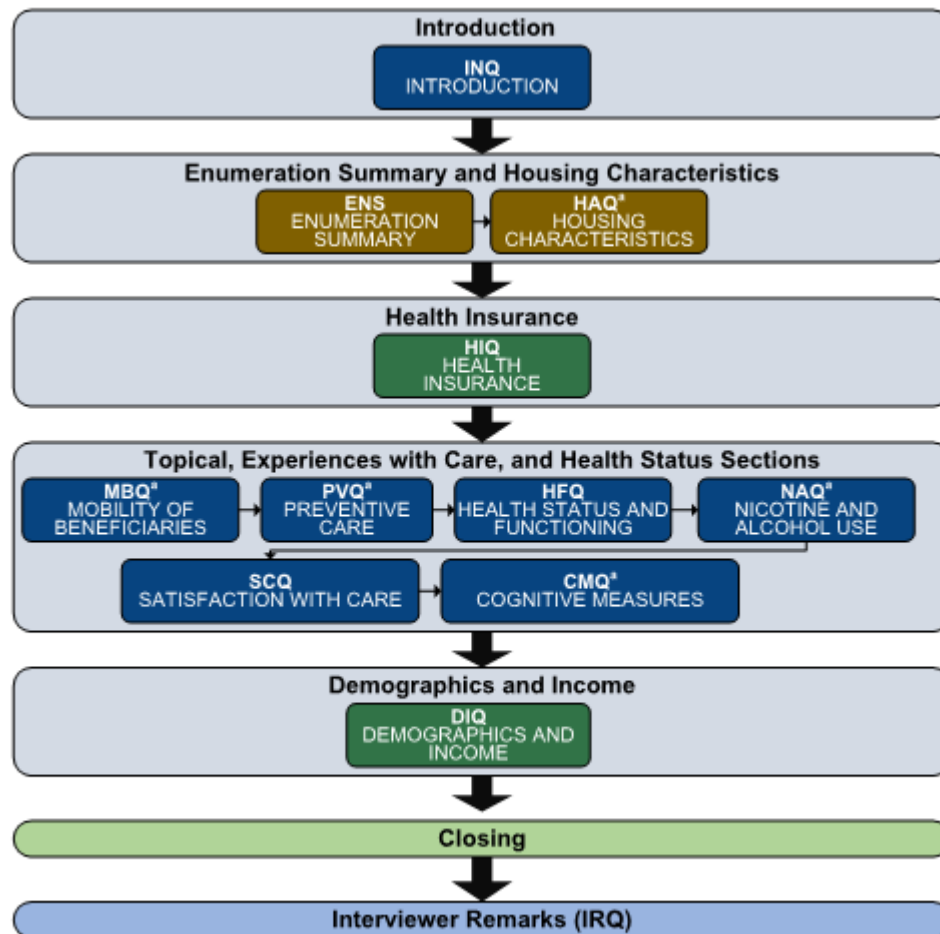 Introduction
INQ
INTRODUCTION
Enumeration Summary and Housing Characteristics
ENS
ENUMERATION
SUMMARY
HAQª
HOUSING
CHARACTERISTICS
Health Insurance
HIQ
HEALTH
INSURANCE
Topical, Experiences with Care, and Health Status Sections
MBQª
MOBILITY OF
BENEFICIARIES
PVQª
PREVENTIVE
CARE
HFQ
HEALTH STATUS AND
FUNCTIONING
NAQª
NICOTINE AND
ALCOHOL USE
SCQ
SATISFACTION WITH CARE
CMQª
COGNITIVE MEASURES
Demographics and Income
DIQ
DEMOGRAPHICS AND
INCOME
Closing
Interviewer Remarks (IRQ)